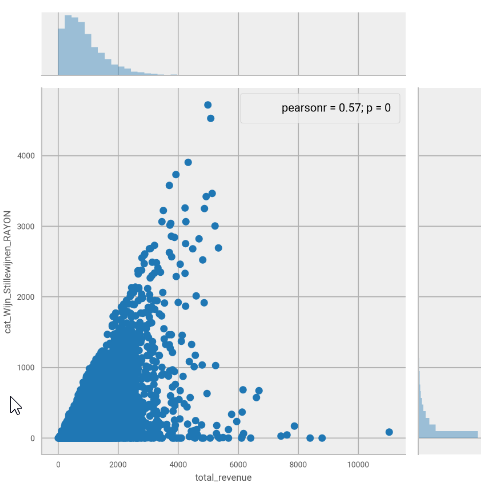 pearsonr = 0.57; p = 0
4000
3000
2000
1000
0
cat_Wijn_Stillewijnen_RAYON
0 2000 4000 6000 8000 10000
total_revenue